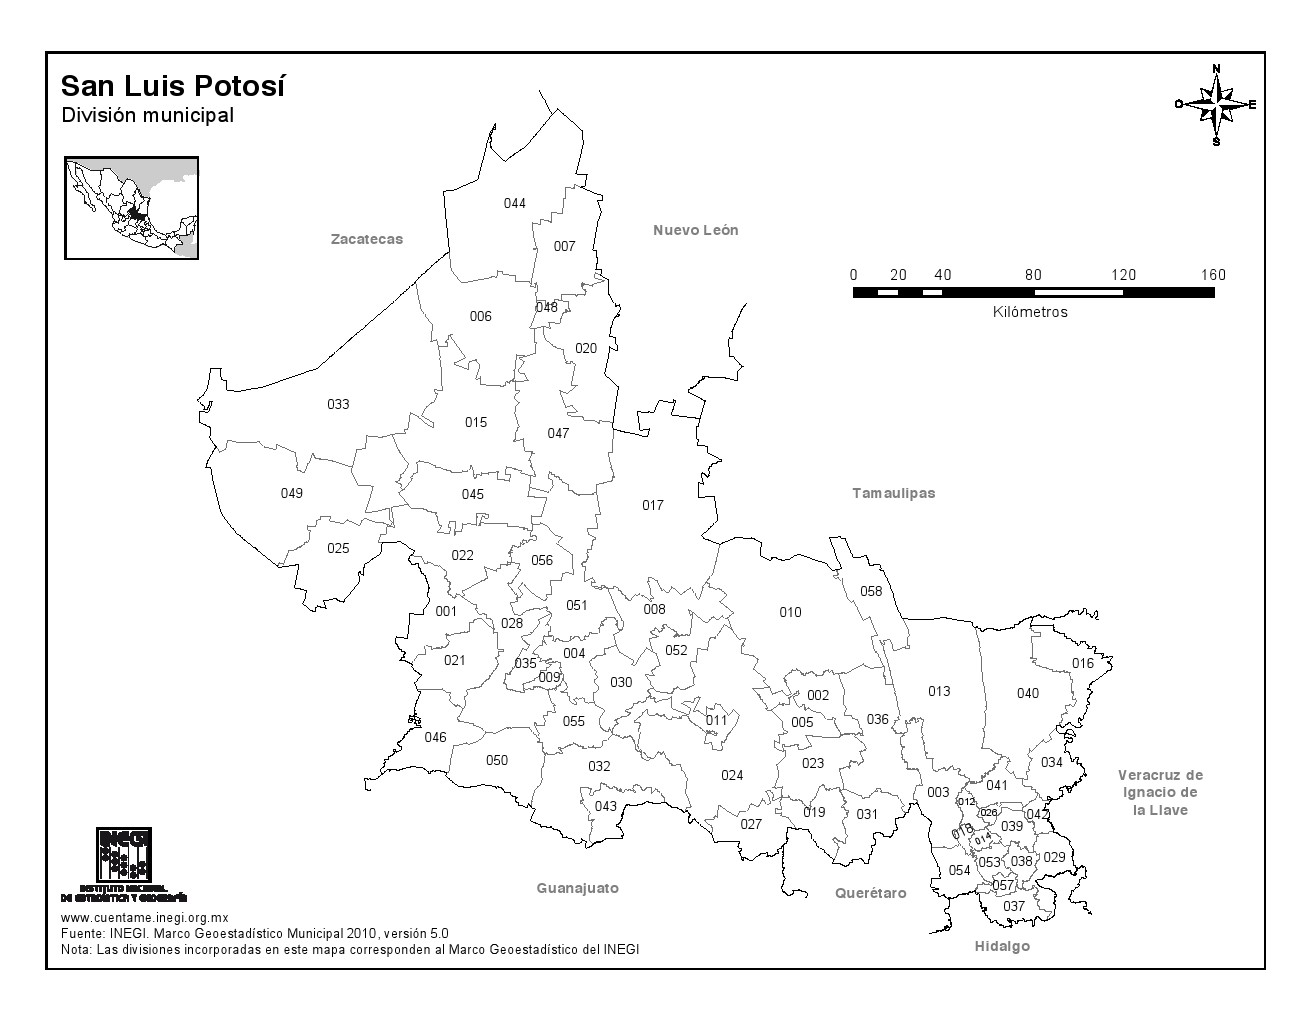 San Luis Potosí
División municipal
N
O E
S
044
Zacatecas
Nuevo León
007
0 20 40 80 120 160
Kilómetros
048
006
020
033
015
047
049
045
Tamaulipas
017
025
022
056
058
001
051
008
010
028
021
035
004
052
016
009
030
002
013
040
055
011
005
036
046
050
032
024
023
034
Veracruz de
Ignacio de
la Llave
003
041
043
012
026
042
027
019
031
018
014
039
054
053
038
029
057
037
Guanajuato
Querétaro
Hidalgo
INEGI
INSTITUTO NACIONAL
DE ESTADÍSTICA Y GEOGRAFÍA
www.cuentame.inegi.org.mx
Fuente: INEGI. Marco Geoestadístico Municipal 2010, versión 5.0
Nota: Las divisiones incorporadas en este mapa corresponden al Marco Geoestadístico del INEGI